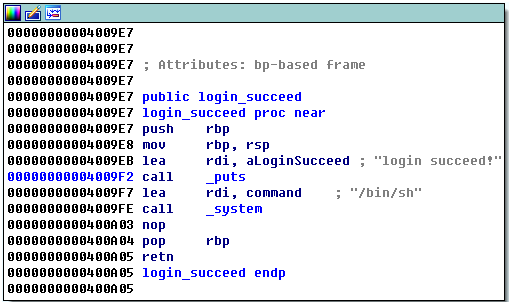 00000000004009E7
00000000004009E7
00000000004009E7 ; Attributes: bp-based frame
00000000004009E7
00000000004009E7 public login_succeed
00000000004009E7 login_succeed proc near
00000000004009E7 push    rbp
00000000004009E8 mov     rbp, rsp
00000000004009EB lea     rdi, aLoginSucceed ; "login succeed!"
00000000004009F2 call    _puts
00000000004009F7 lea     rdi, command    ; "/bin/sh"
00000000004009FE call    _system
0000000000400A03 nop
0000000000400A04 pop     rbp
0000000000400A05 retn
0000000000400A05 login_succeed endp
0000000000400A05